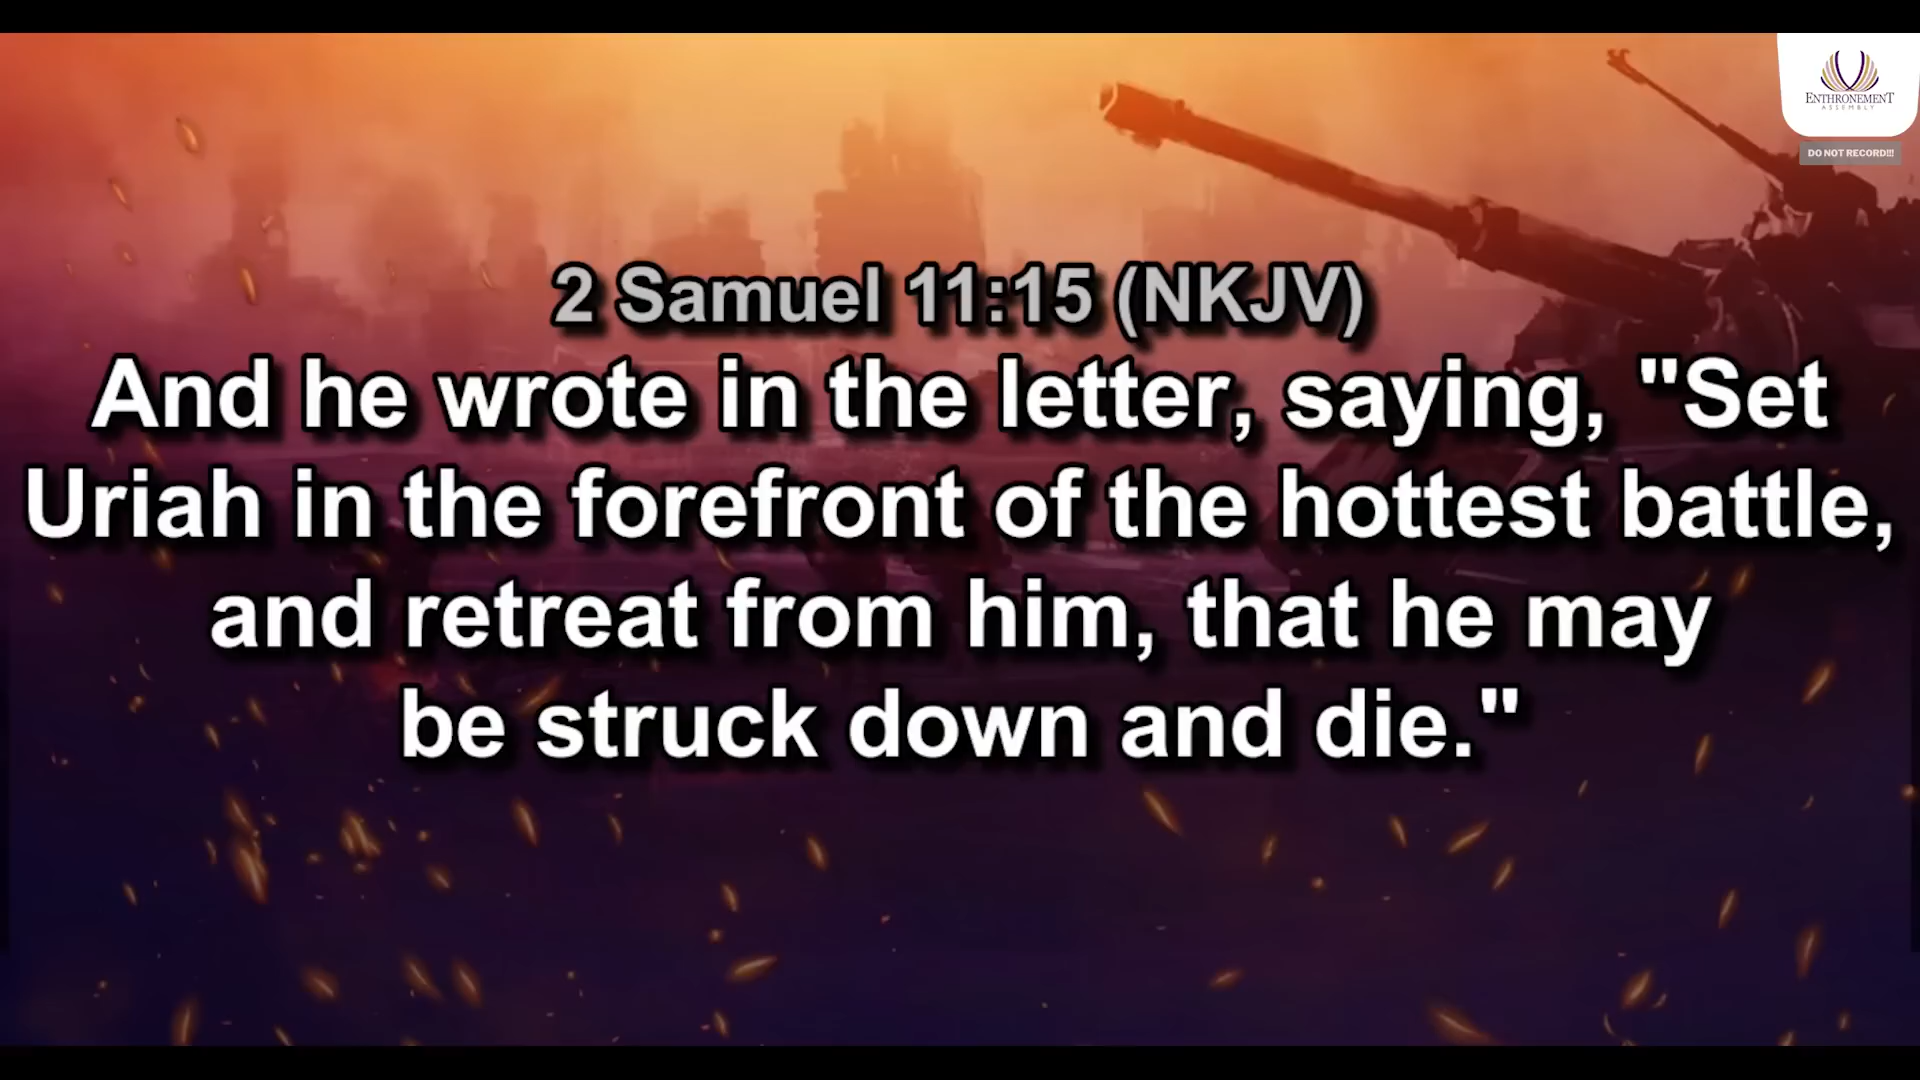 ENTHRONEMENT
ASSEMBLY
DO NOT RECORD!!!
2 Samuel 11:15 (NKJV)
And he wrote in the letter, saying, "Set
Uriah in the forefront of the hottest battle,
and retreat from him, that he may
be struck down and die."